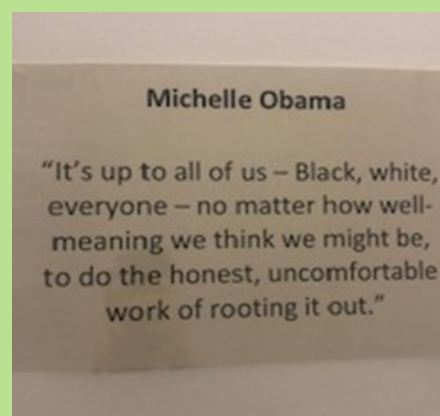 Michelle Obama
“It’s up to all of us – Black, white,
everyone – no matter how well-
meaning we think we might be,
to do the honest, uncomfortable
work of rooting it out.”